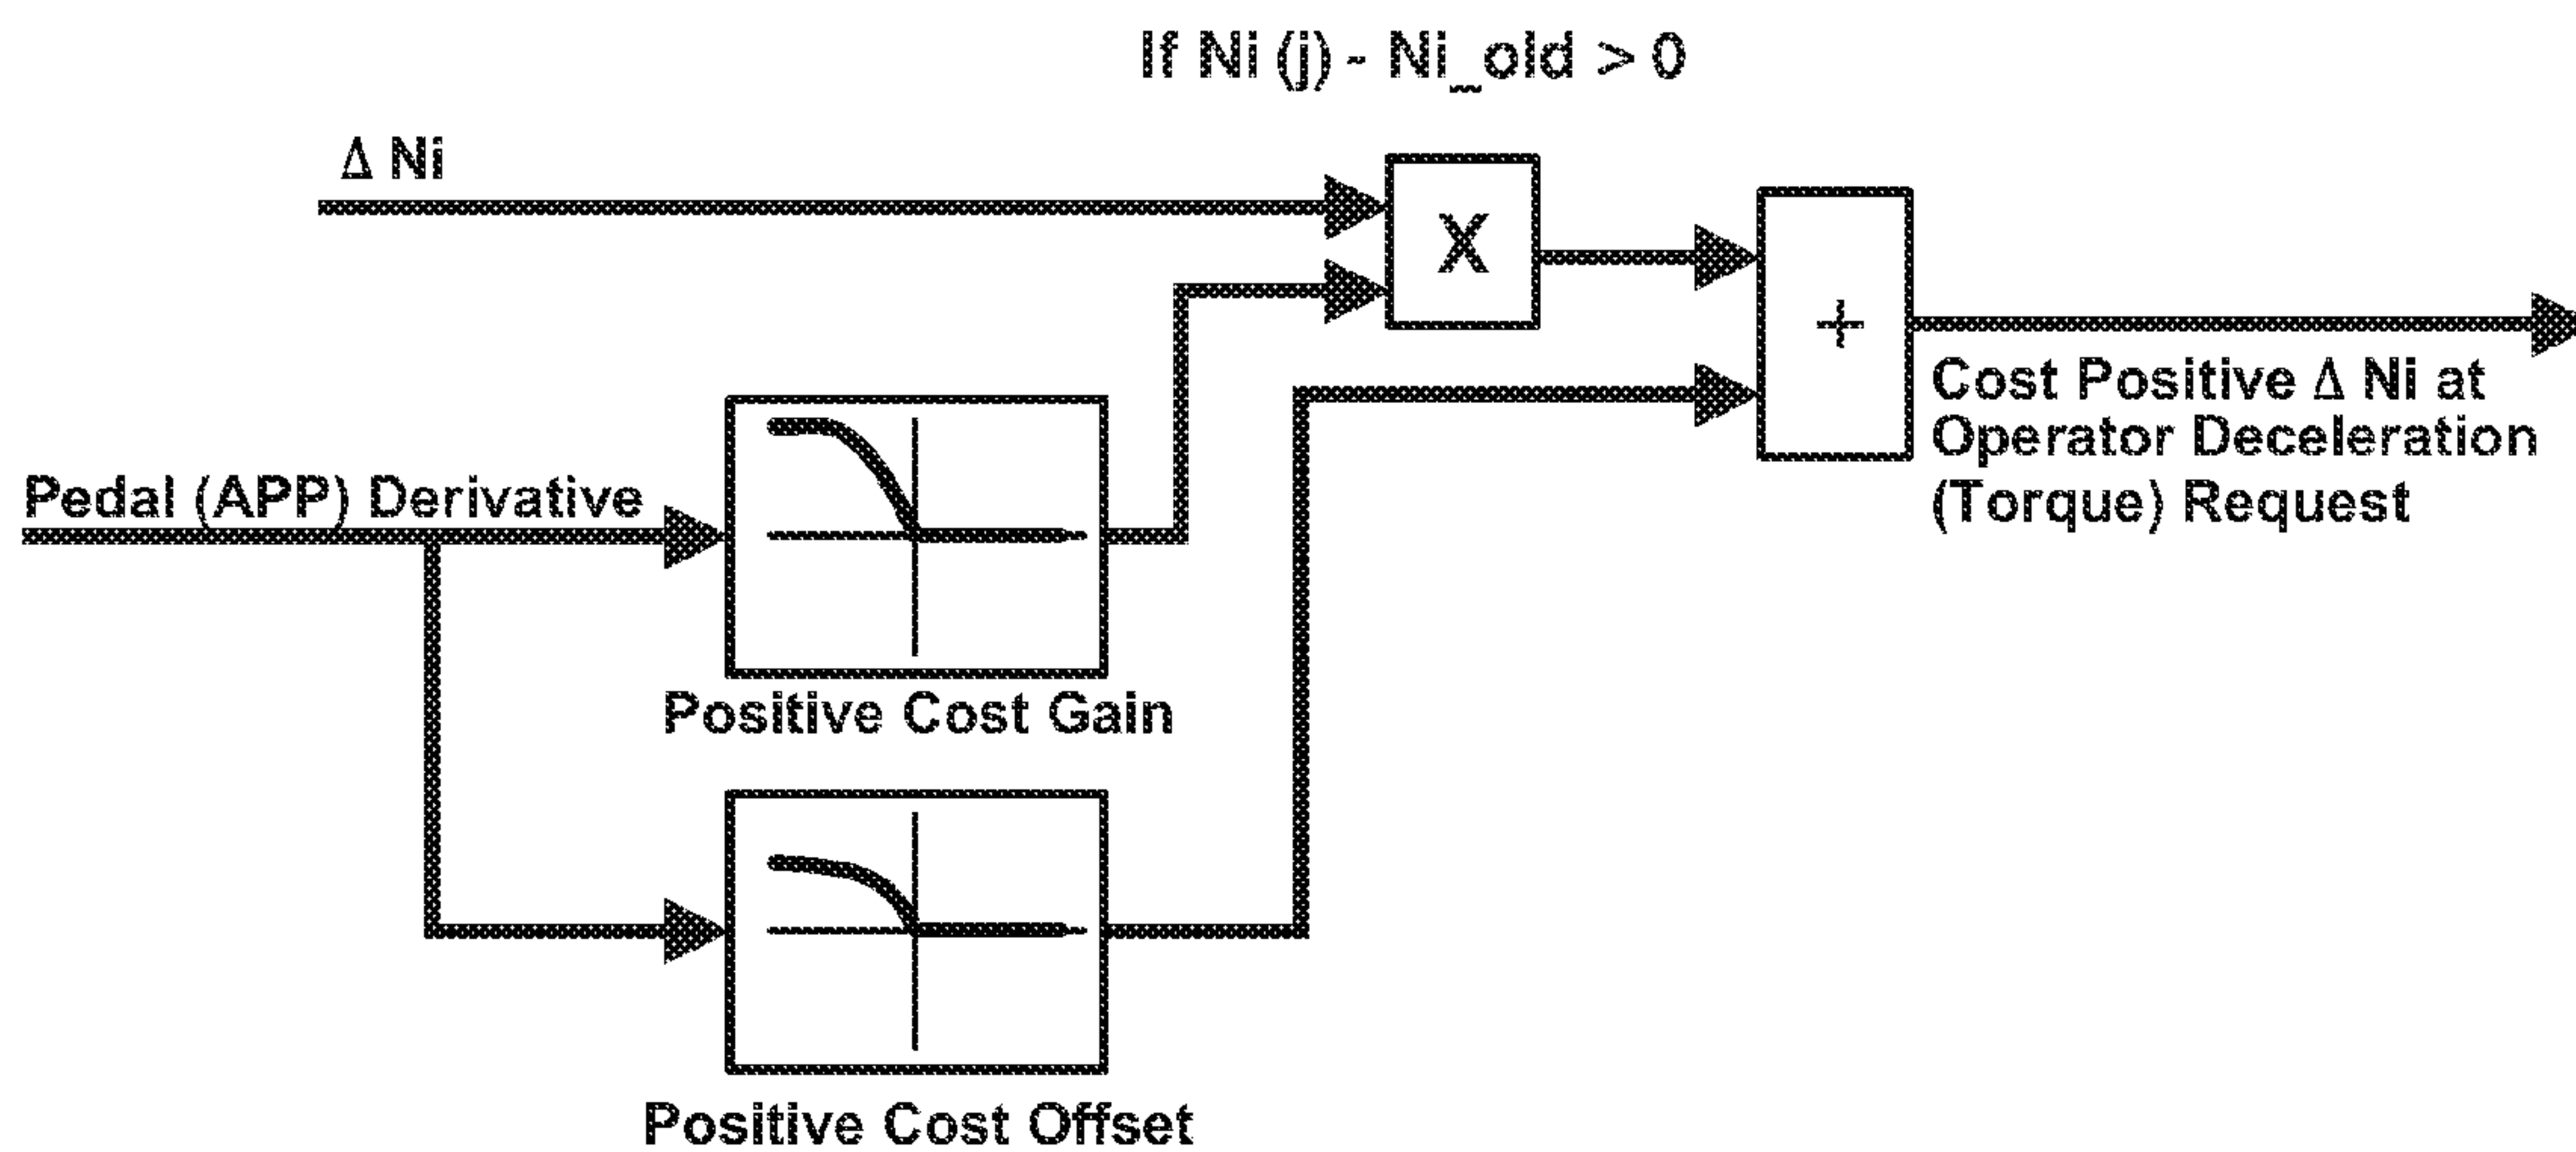 If Ni (j) - Ni_old > 0
Δ Ni
X
+
Cost Positive Δ Ni at
Operator Deceleration
(Torque) Request
Pedal (APP) Derivative
Positive Cost Gain
Positive Cost Offset